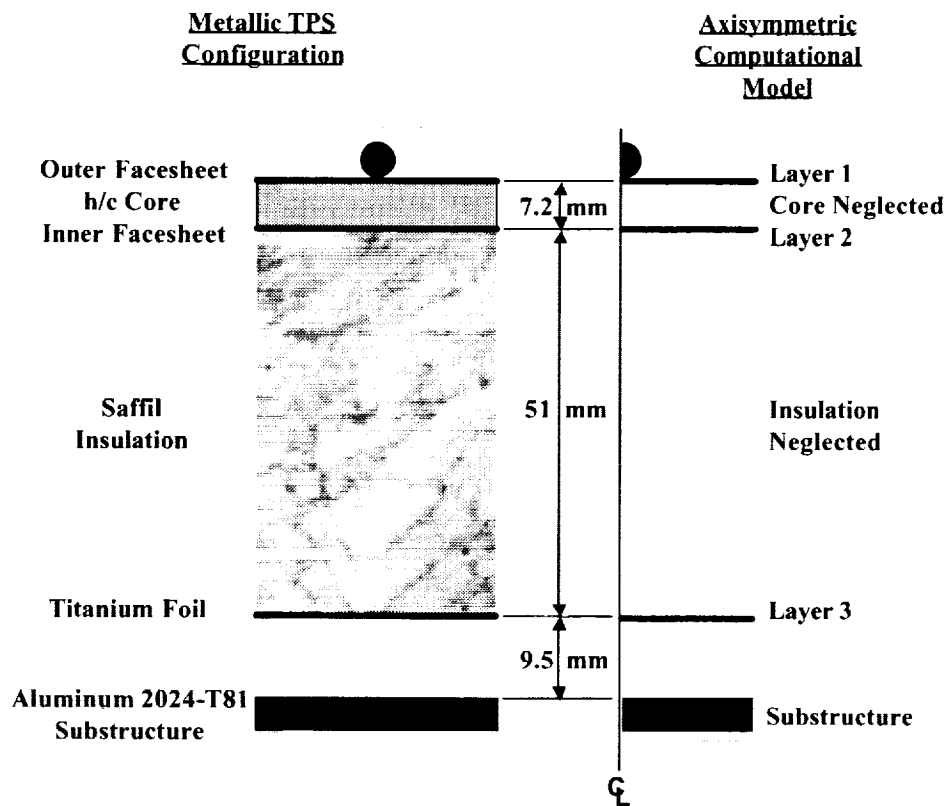 Metallic TPS
Configuration
Axisymmetric
Computational
Model
Outer Facesheet
h/c Core
Inner Facesheet
7.2 mm
Layer 1
Core Neglected
Layer 2
Saffil
Insulation
51 mm
Insulation
Neglected
Titanium Foil
Layer 3
9.5 mm
Aluminum 2024-T81
Substructure
Substructure
℄